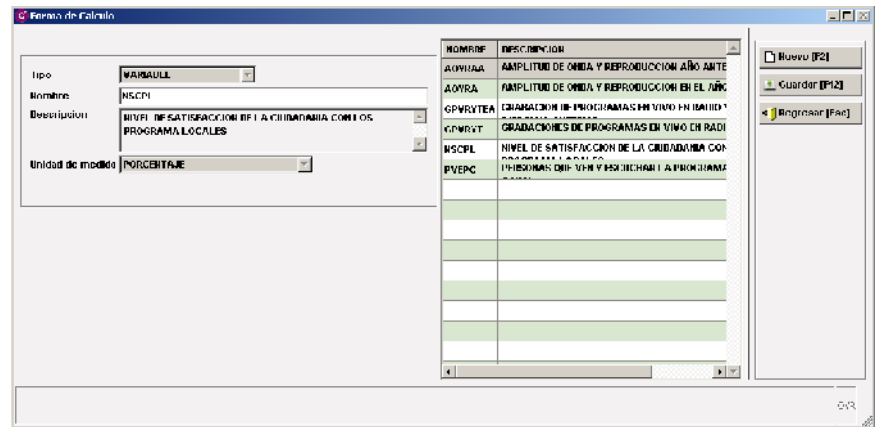 Forma de Calculo
Tipo
VARIABLE
Nombre
NSCPL
Descripcion
NIVEL DE SATISFACCION DE LA CIUDADANIA CON LOS
PROGRAMA LOCALES
Unidad de medida
PORCENTAJE
NOMBRE DESCRIPCION
AOYRAA AMPLITUD DE ONDA Y REPRODUCCION AÑO ANTE
AOYRA AMPLITUD DE ONDA Y REPRODUCCION EN EL AÑO
GPVRYTEA GRABACION DE PROGRAMAS EN VIVO EN RADIO Y
GPVRYT GRABACIONES DE PROGRAMAS EN VIVO EN RADI
NSCPL NIVEL DE SATISFACCION DE LA CIUDADANIA CON
PROGRAMA LOCALES
PVEPC PERSONAS QUE VEN Y ESCUCHAN LA PROGRAMA
Nuevo [F2]
Guardar [F12]
Regresar [Esc]
OVR